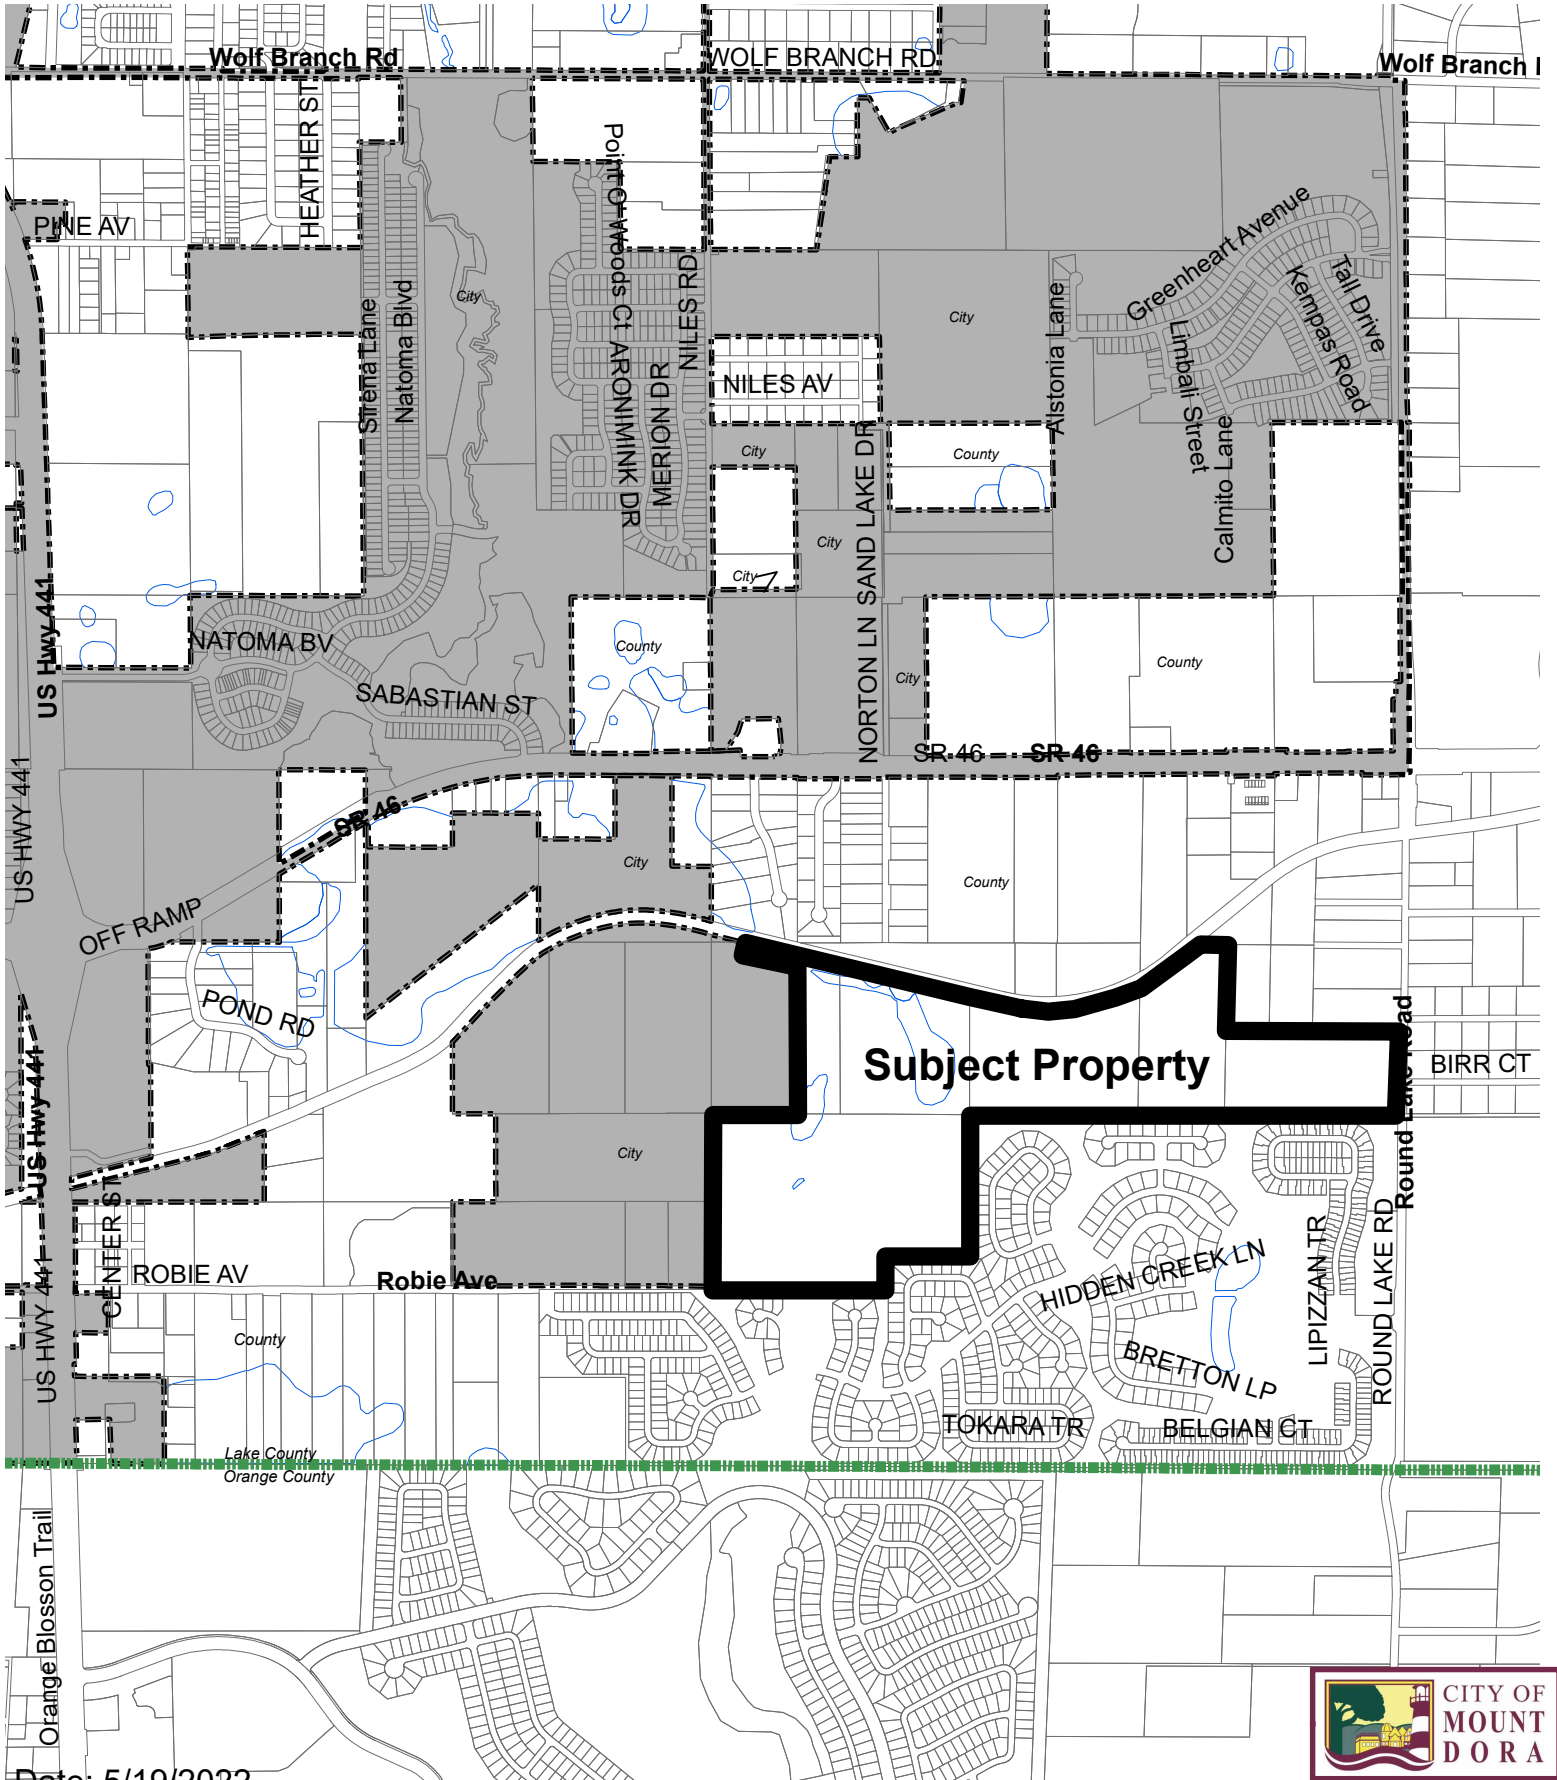 Wolf Branch Rd
WOLF BRANCH RD
Wolf Branch
HEATHER ST
PINE AV
Point O' Woods Ct
Greenheart Avenue
Tall Drive
Kempas Road
Sirena Lane
Natoma Blvd
City
ARONIMINK DR
MERION DR
NILES RD
City
NILES AV
Alstonia Lane
Limbali Street
Calmito Lane
City
County
NORTON LN
SAND LAKE DR
City
City
US Hwy 441
NATOMA BV
County
County
City
SABASTIAN ST
SR 46
SR 46
US HWY 441
SR 46
City
County
OFF RAMP
POND RD
Subject Property
Round Lake Road
BIRR CT
US Hwy 441
City
CENTER ST
ROBIE AV
Robie Ave
HIDDEN CREEK LN
LIPIZZAN TR
ROUND LAKE RD
US HWY 441
County
BRETTON LP
TOKARA TR
BELGIAN CT
Lake County
Orange County
Orange Blosson Trail
CITY OF
MOUNT
DORA
Date: 5/19/2022